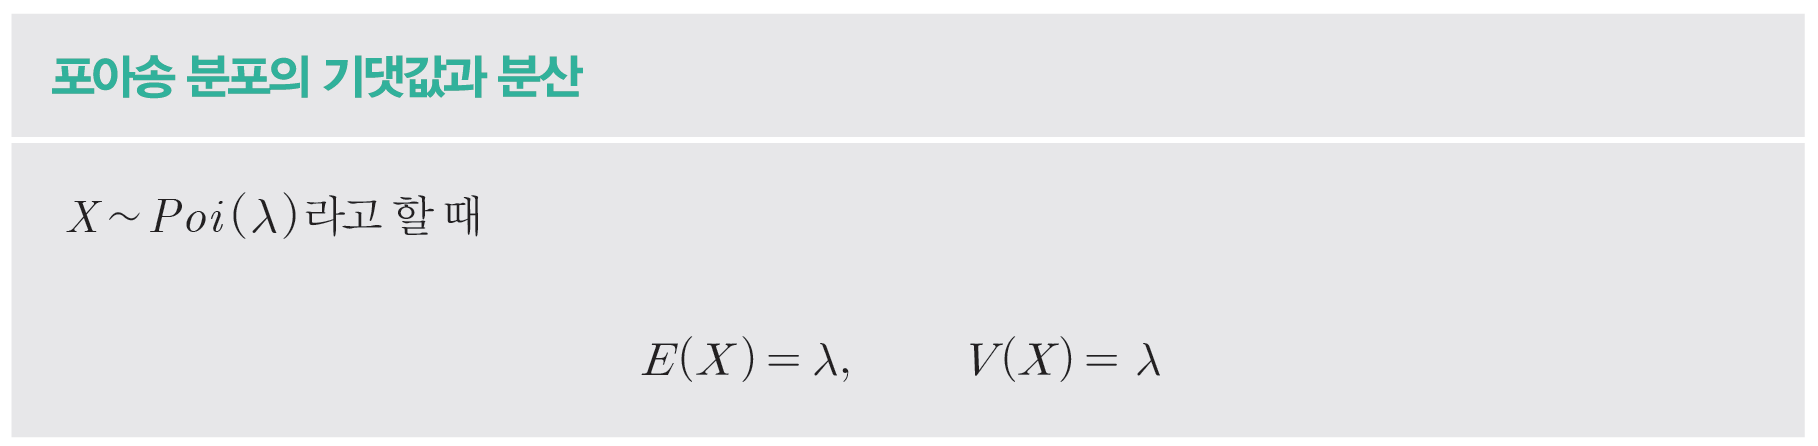 포아송 분포의 기댓값과 분산
X ~ Poi(λ)라고 할 때
E(X) = λ, V(X) = λ